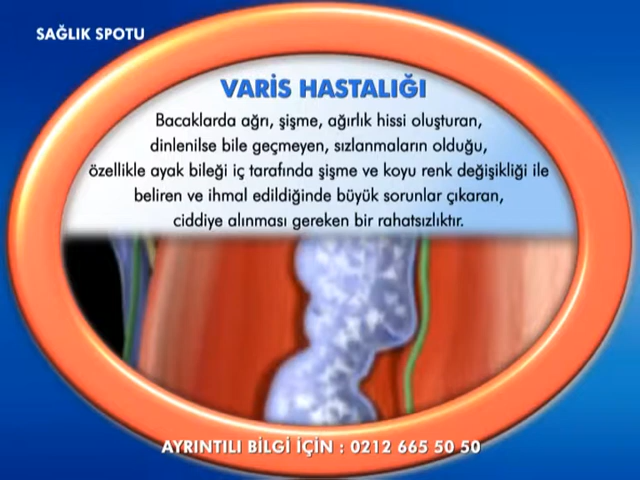 SAĞLIK SPOTU
VARİS HASTALIĞI
Bacaklarda ağrı, şişme, ağırlık hissi oluşturan,
dinlenilse bile geçmeyen, sızlanmaların olduğu,
özellikle ayak bileği iç tarafında şişme ve koyu renk değişikliği ile
beliren ve ihmal edildiğinde büyük sorunlar çıkaran,
ciddiye alınması gereken bir rahatsızlıktır.
AYRINTILI BİLGİ İÇİN : 0212 665 50 50